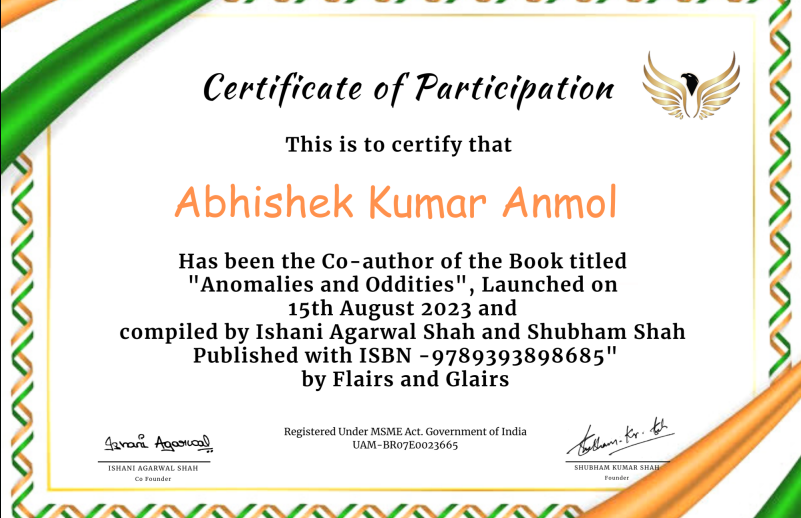 Certificate of Participation
This is to certify that
Abhishek Kumar Anmol
Has been the Co-author of the Book titled
"Anomalies and Oddities", Launched on
15th August 2023 and
compiled by Ishani Agarwal Shah and Shubham Shah
Published with ISBN -9789393898685"
by Flairs and Glairs
Registered Under MSME Act. Government of India
UAM-BR07E0023665
Ishani Agarwal
ISHANI AGARWAL SHAH
Co Founder
Shubham. Kr. Sh
SHUBHAM KUMAR SHAH
Founder